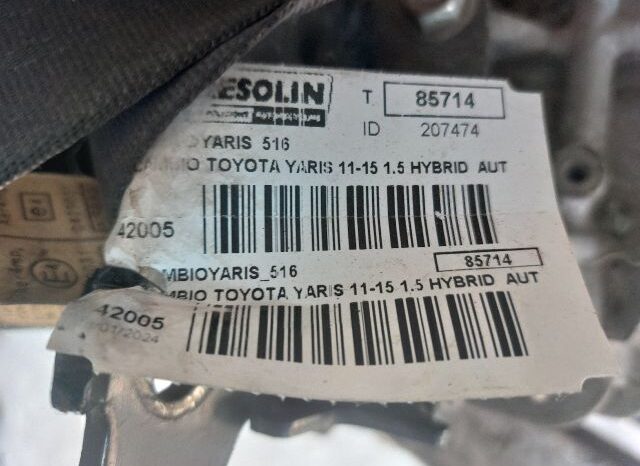 ESOLIN T 85714
ID 207474
OYARIS 516
TOYOTA YARIS 11-15 1.5 HYBRID AUT
42005
MBIOYARIS_516 85714
MBIO TOYOTA YARIS 11-15 1.5 HYBRID AUT
42005
01/2024